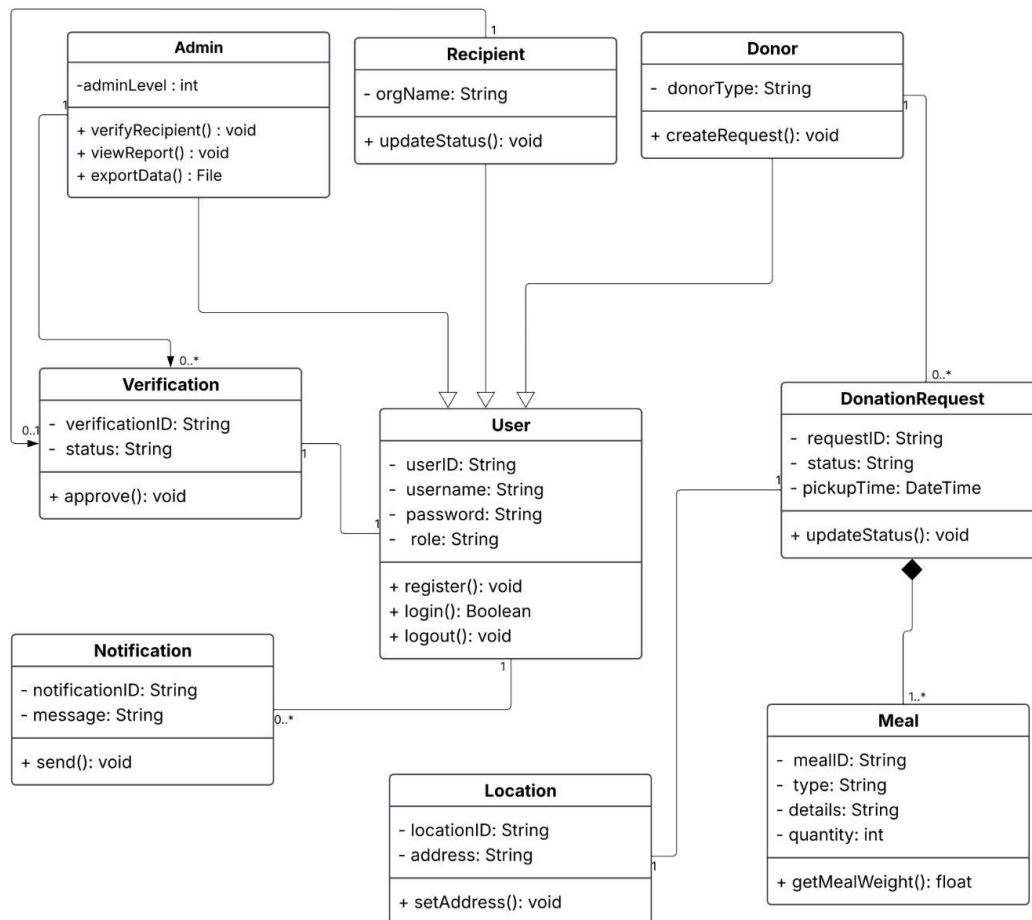 1
Admin
-adminLevel : int
+ verifyRecipient() : void
+ viewReport() : void
+ exportData() : File
1
Recipient
- orgName: String
+ updateStatus(): void
Donor
- donorType: String
+ createRequest(): void
1
0..*
Verification
- verificationID: String
- status: String
+ approve(): void
0..1
1
User
- userID: String
- username: String
- password: String
- role: String
+ register(): void
+ login(): Boolean
+ logout(): void
1
1
0..*
DonationRequest
- requestID: String
- status: String
- pickupTime: DateTime
+ updateStatus(): void
1
Notification
- notificationID: String
- message: String
+ send(): void
0..*
1..*
Meal
- mealID: String
- type: String
- details: String
- quantity: int
+ getMealWeight(): float
Location
- locationID: String
- address: String
+ setAddress(): void
1